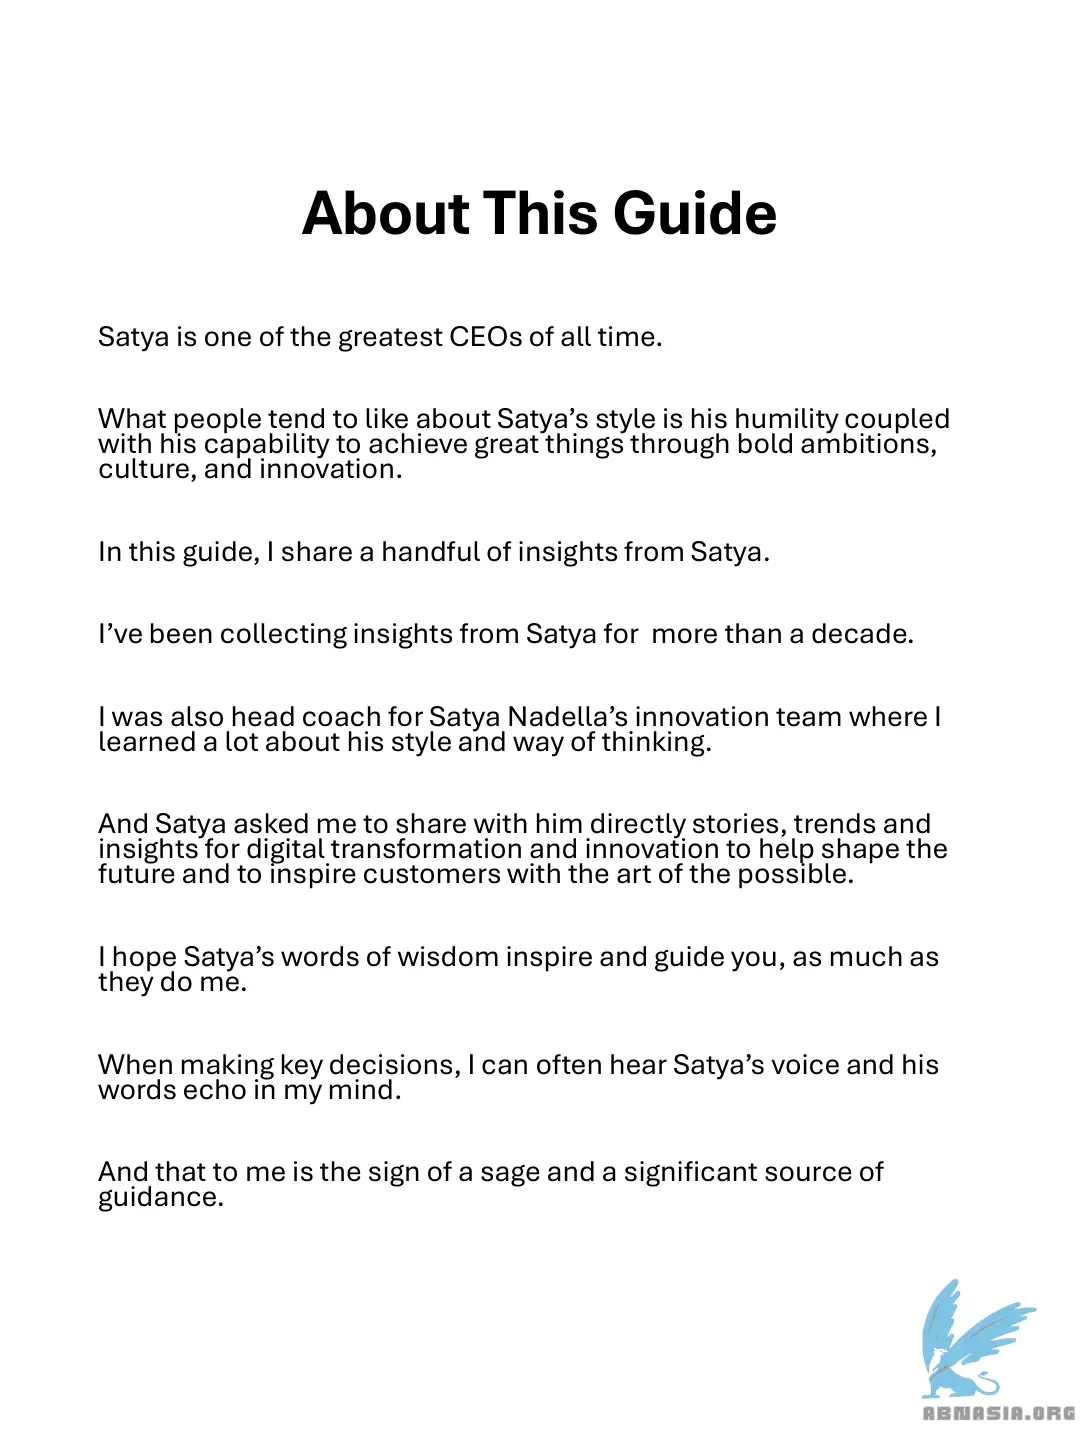 About This Guide
Satya is one of the greatest CEOs of all time.
What people tend to like about Satya’s style is his humility coupled
with his capability to achieve great things through bold ambitions,
culture, and innovation.
In this guide, I share a handful of insights from Satya.
I’ve been collecting insights from Satya for  more than a decade.
I was also head coach for Satya Nadella’s innovation team where I
learned a lot about his style and way of thinking.
And Satya asked me to share with him directly stories, trends and
insights for digital transformation and innovation to help shape the
future and to inspire customers with the art of the possible.
I hope Satya’s words of wisdom inspire and guide you, as much as
they do me.
When making key decisions, I can often hear Satya’s voice and his
words echo in my mind.
And that to me is the sign of a sage and a significant source of
guidance.
ABNASIA.ORG